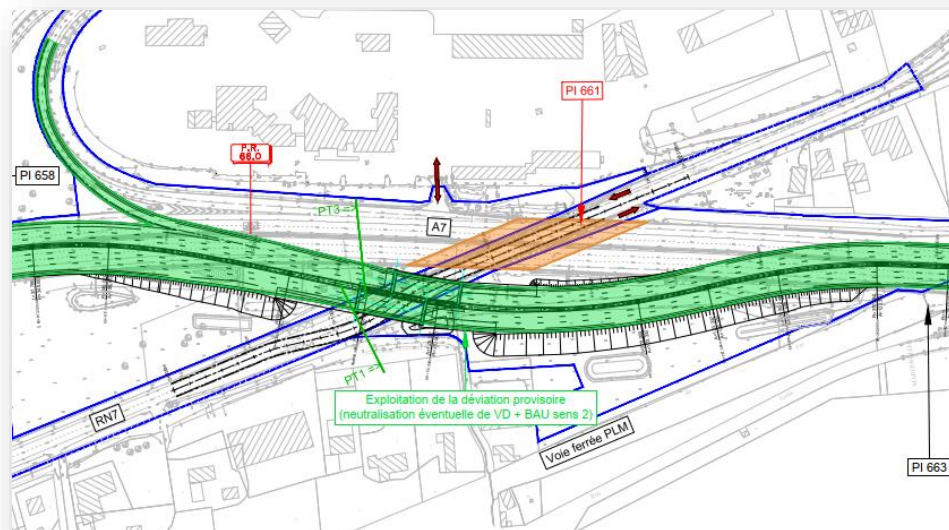 PI 661
P.R.
66,0
PI 658
PT3 =>
A7
PT1 =>
Exploitation de la déviation provisoire
(neutralisation éventuelle de VD + BAU sens 2)
RN7
Voie ferrée PLM
PI 663